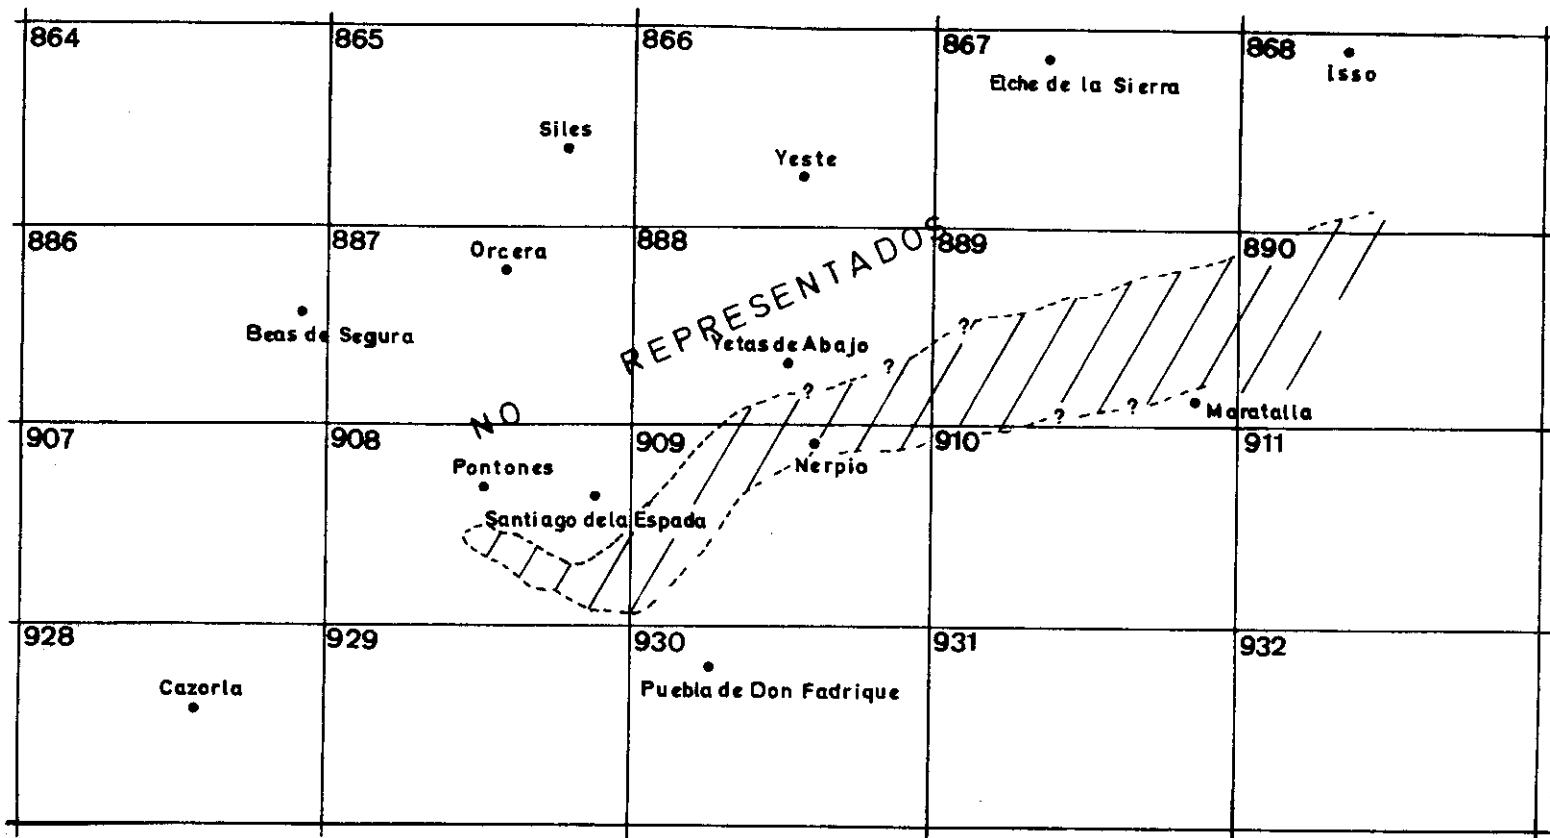 864
865
866
867
868
Isso
Elche de la Sierra
Siles
Yeste
886
887
888
889
890
Orcera
NO REPRESENTADOS
Beas de Segura
Yetas de Abajo
?
?
?
?
?
Maratalla
907
908
909
910
911
Pontones
Nerpio
Santiago de la Espada
928
929
930
931
932
Cazorla
Puebla de Don Fadrique